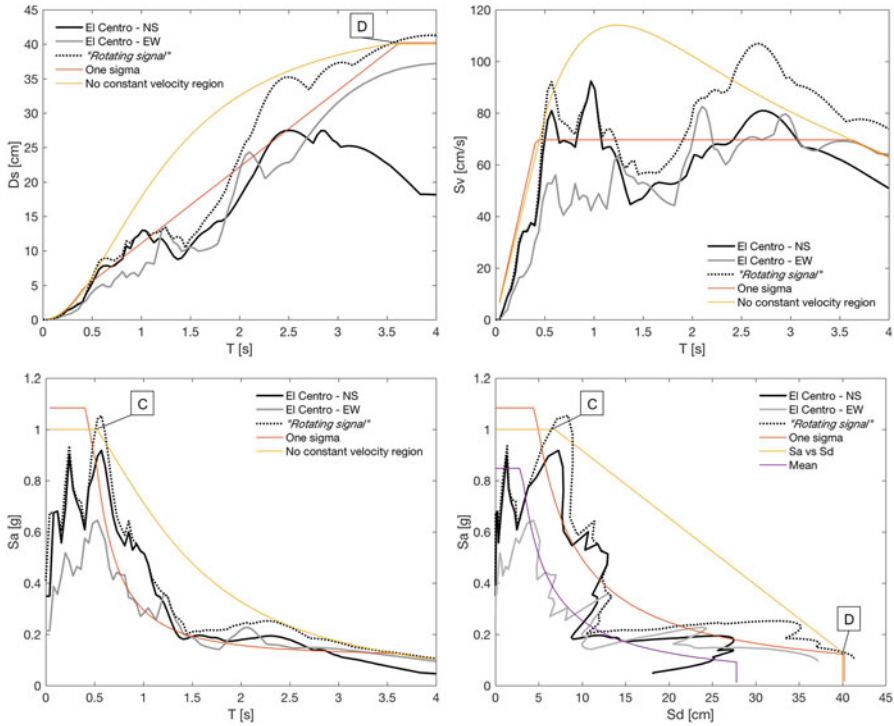 45
40
35
30
25
20
15
10
5
0
Ds [cm]
0
0.5
1
1.5
2
2.5
3
3.5
4
T [s]
El Centro - NS
El Centro - EW
"Rotating signal"
One sigma
No constant velocity region
D
120
100
80
60
40
20
0
Sv [cm/s]
0
0.5
1
1.5
2
2.5
3
3.5
4
T [s]
El Centro - NS
El Centro - EW
"Rotating signal"
One sigma
No constant velocity region
1.2
1
0.8
0.6
0.4
0.2
0
Sa [g]
0
0.5
1
1.5
2
2.5
3
3.5
4
T [s]
C
El Centro - NS
El Centro - EW
"Rotating signal"
One sigma
No constant velocity region
1.2
1
0.8
0.6
0.4
0.2
0
Sa [g]
0
5
10
15
20
25
30
35
40
45
Sd [cm]
C
El Centro - NS
El Centro - EW
"Rotating signal"
One sigma
Sa vs Sd
Mean
D